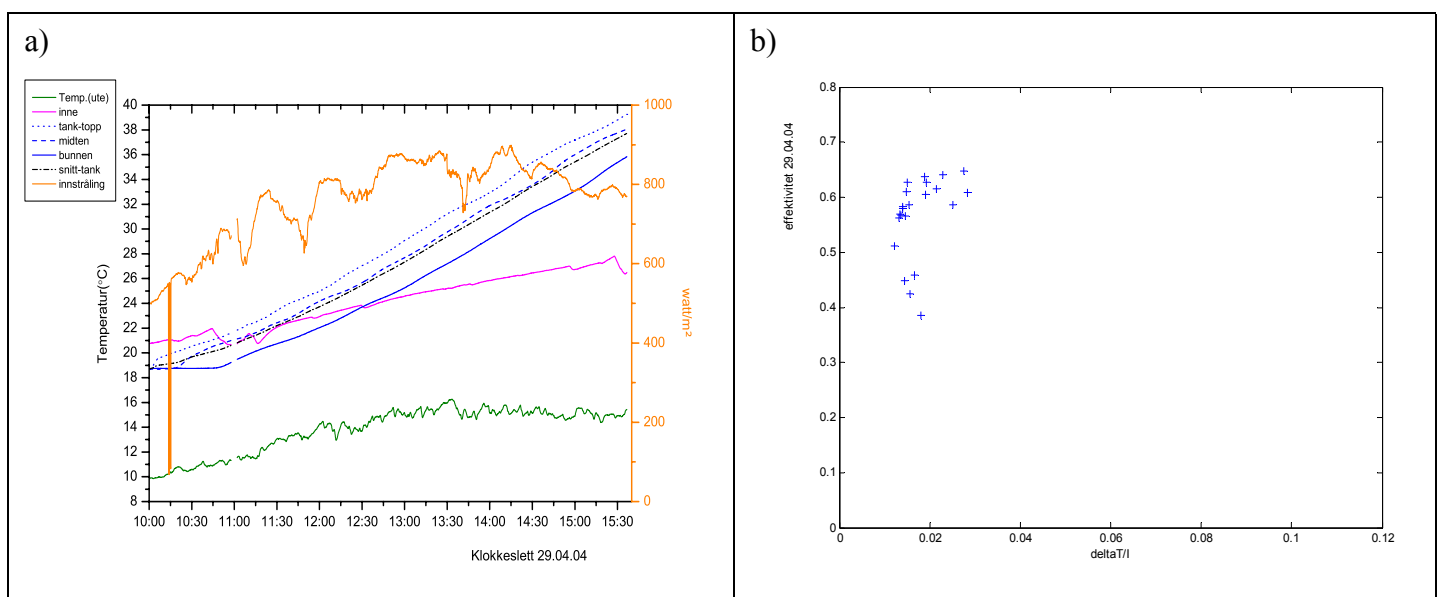 a)
Temp.(ute)
inne
tank-topp
midten
bunnen
snitt-tank
innstråling
Temperatur(°C)
40
38
36
34
32
30
28
26
24
22
20
18
16
14
12
10
8
10:00 10:30 11:00 11:30 12:00 12:30 13:00 13:30 14:00 14:30 15:00 15:30
Klokkeslett 29.04.04
1000
800
600
400
200
0
watt/m²
b)
effektivitet 29.04.04
0.8
0.7
0.6
0.5
0.4
0.3
0.2
0.1
0
0 0.02 0.04 0.06 0.08 0.1 0.12
deltaT/I